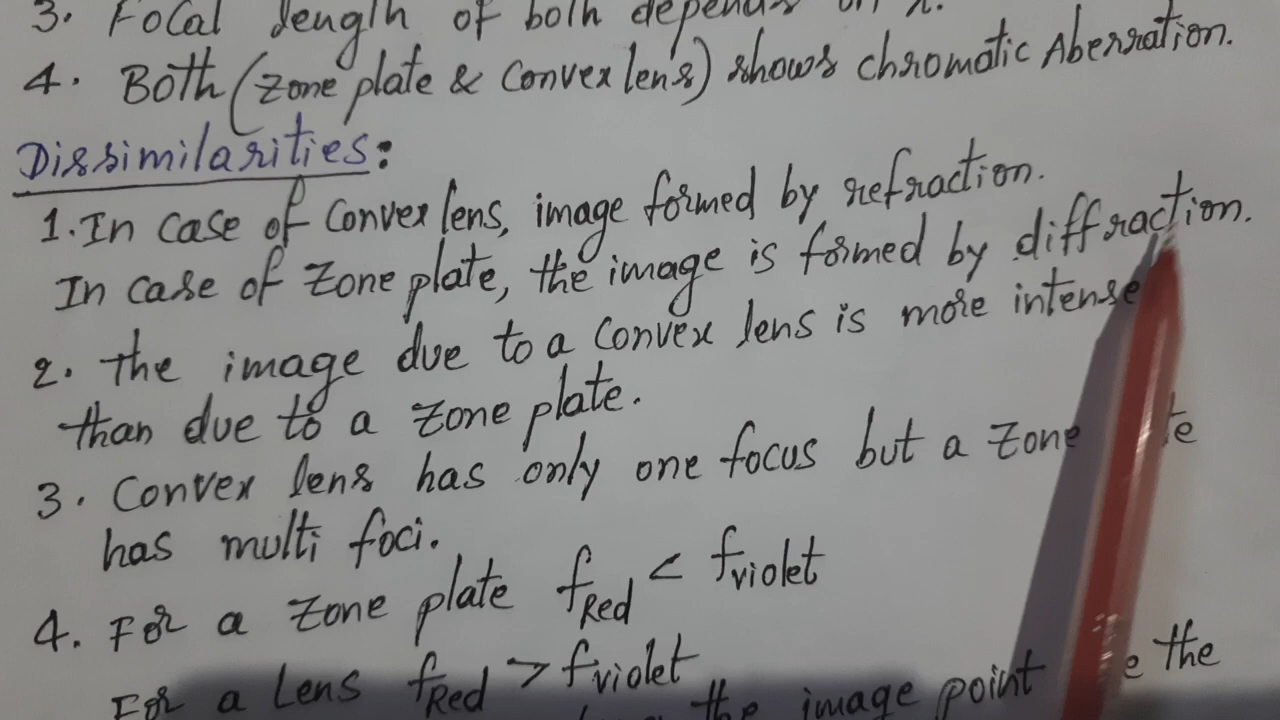 3. Focal length of both depends on λ.
4. Both (Zone plate & Convex lens) shows chromatic Aberration.
Dissimilarities:
1. In case of Convex lens, image formed by refraction.
In case of Zone plate, the image is formed by diffraction.
2. The image due to a Convex lens is more intense
than due to a Zone plate.
3. Convex lens has only one focus but a Zone te
has multi foci.
4. For a Zone plate fRed < fviolet
For a Lens fRed > fviolet
the image point the